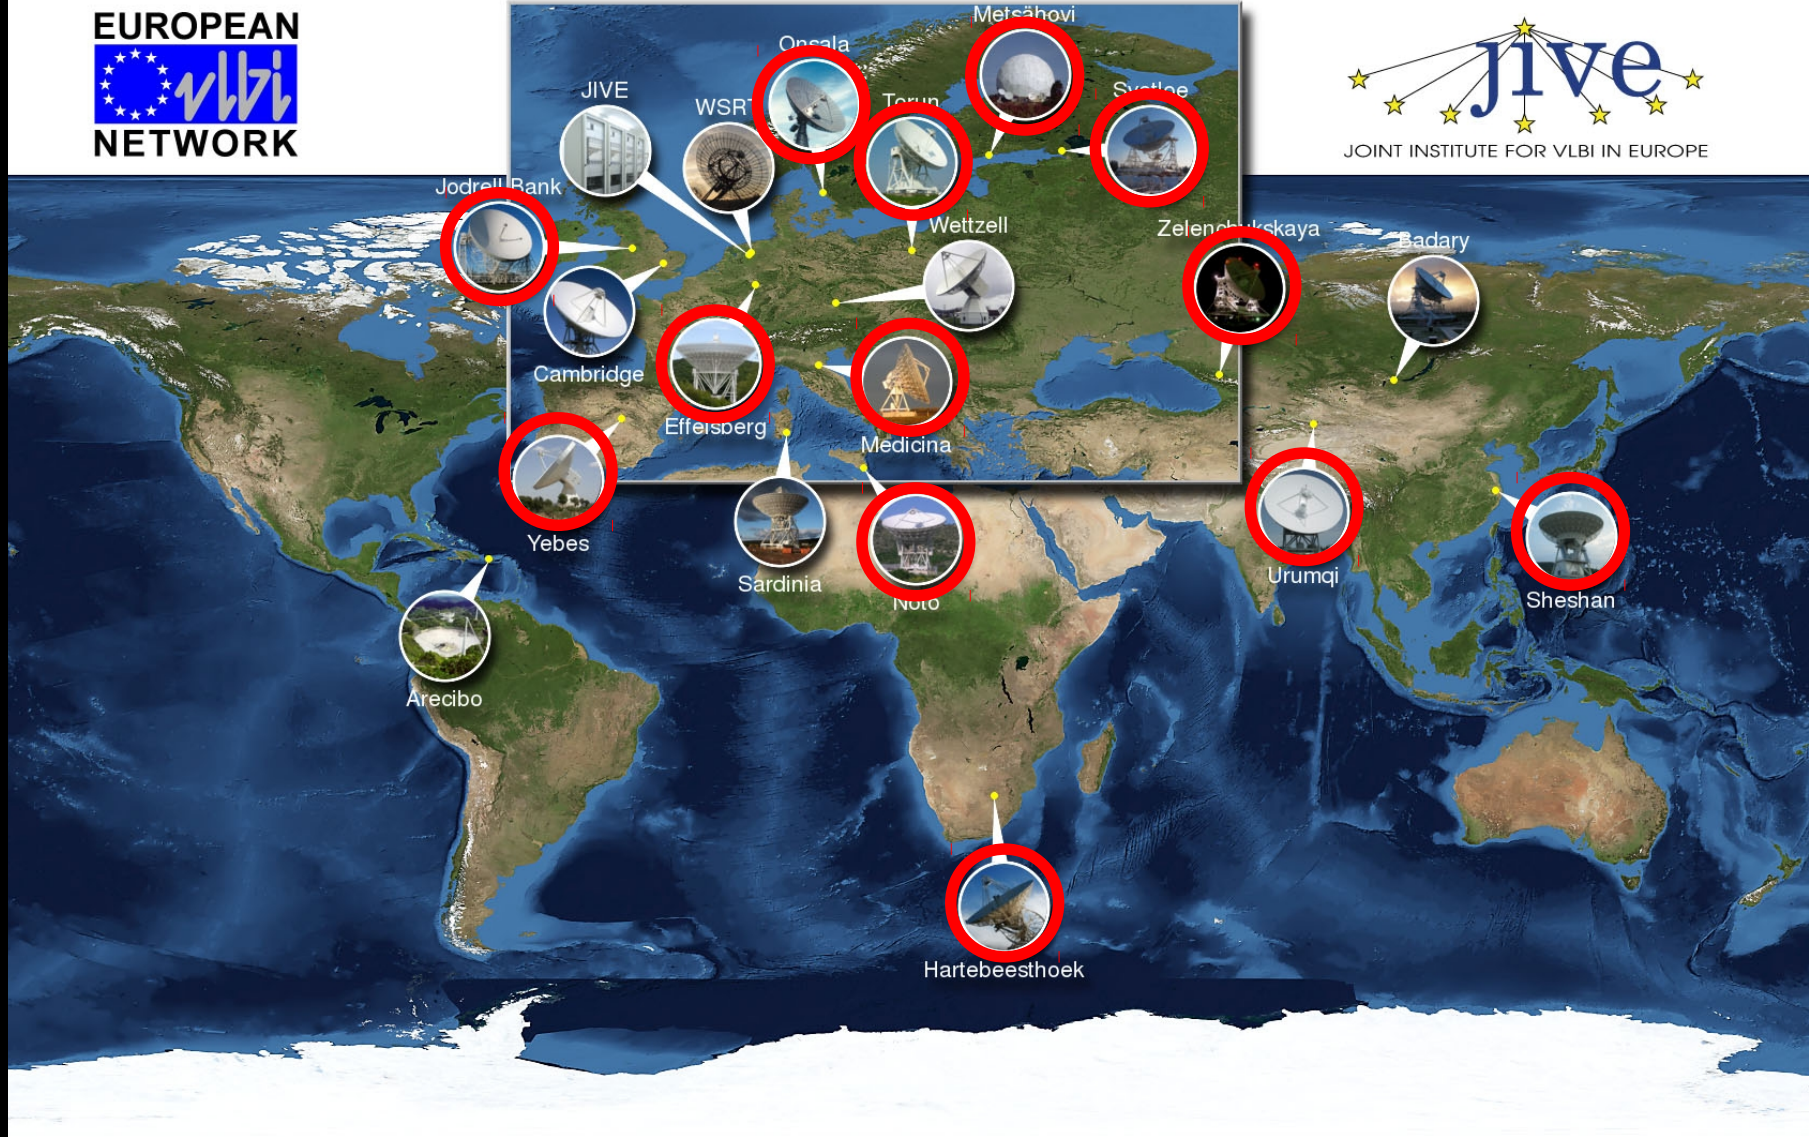 EUROPEAN
vlbi
NETWORK
jive
JOINT INSTITUTE FOR VLBI IN EUROPE
Metsähovi
Onsala
JIVE
WSRT
Torun
Svetloe
Jodrell Bank
Wettzell
Zelenchukskaya
Badary
Cambridge
Effelsberg
Medicina
Yebes
Sardinia
Noto
Urumqi
Sheshan
Arecibo
Hartebeesthoek